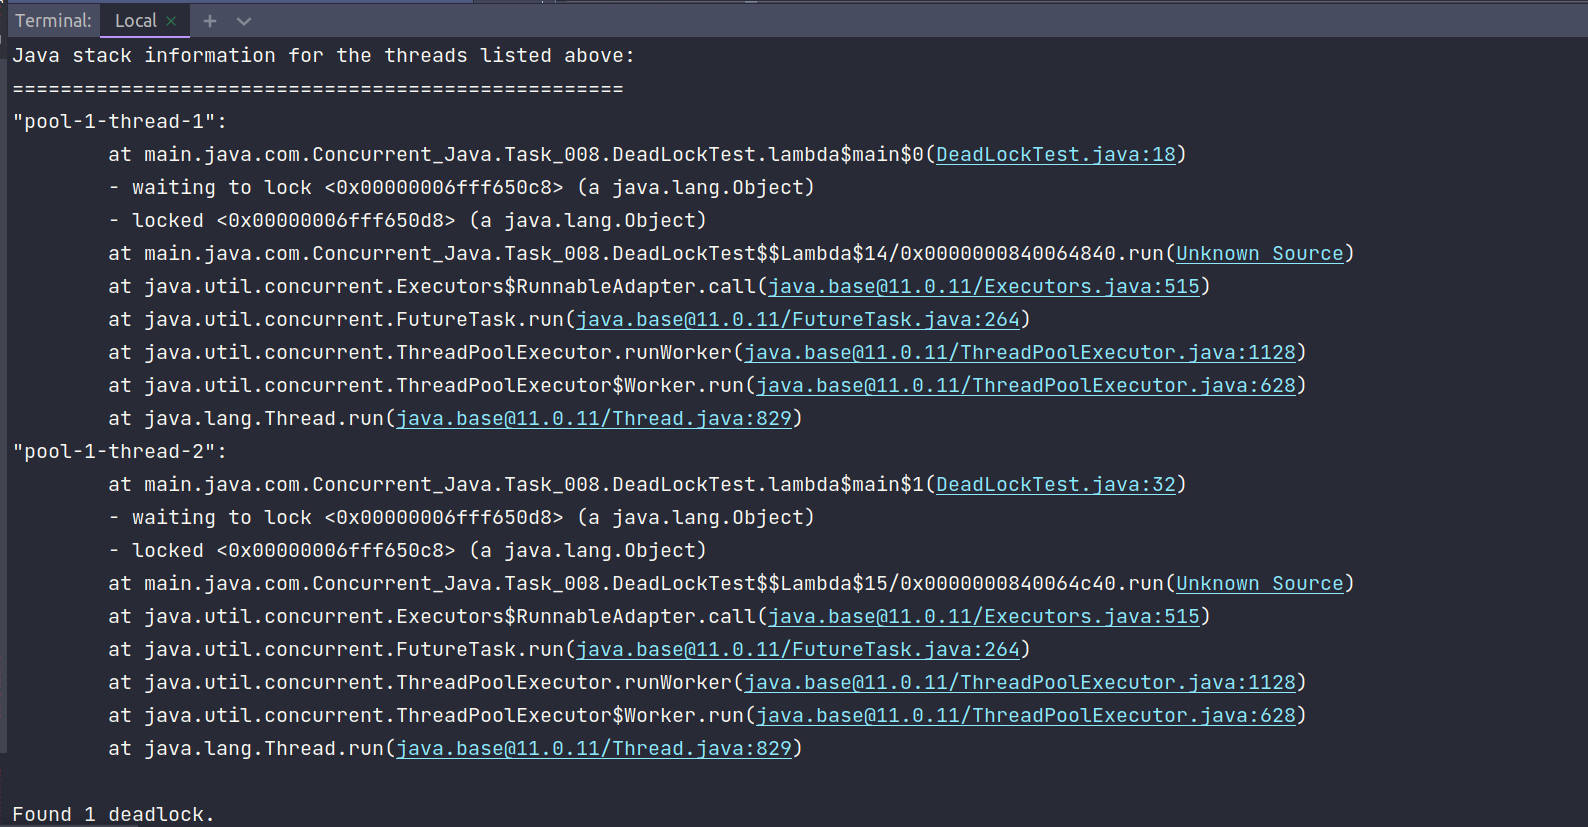 Terminal: Local × +
Java stack information for the threads listed above:
===================================================
"pool-1-thread-1":
at main.java.com.Concurrent_Java.Task_008.DeadLockTest.lambda$main$0(DeadLockTest.java:18)
- waiting to lock <0x00000006fff650c8> (a java.lang.Object)
- locked <0x00000006fff650d8> (a java.lang.Object)
at main.java.com.Concurrent_Java.Task_008.DeadLockTest$$Lambda$14/0x0000000840064840.run(Unknown Source)
at java.util.concurrent.Executors$RunnableAdapter.call(java.base@11.0.11/Executors.java:515)
at java.util.concurrent.FutureTask.run(java.base@11.0.11/FutureTask.java:264)
at java.util.concurrent.ThreadPoolExecutor.runWorker(java.base@11.0.11/ThreadPoolExecutor.java:1128)
at java.util.concurrent.ThreadPoolExecutor$Worker.run(java.base@11.0.11/ThreadPoolExecutor.java:628)
at java.lang.Thread.run(java.base@11.0.11/Thread.java:829)
"pool-1-thread-2":
at main.java.com.Concurrent_Java.Task_008.DeadLockTest.lambda$main$1(DeadLockTest.java:32)
- waiting to lock <0x00000006fff650d8> (a java.lang.Object)
- locked <0x00000006fff650c8> (a java.lang.Object)
at main.java.com.Concurrent_Java.Task_008.DeadLockTest$$Lambda$15/0x0000000840064c40.run(Unknown Source)
at java.util.concurrent.Executors$RunnableAdapter.call(java.base@11.0.11/Executors.java:515)
at java.util.concurrent.FutureTask.run(java.base@11.0.11/FutureTask.java:264)
at java.util.concurrent.ThreadPoolExecutor.runWorker(java.base@11.0.11/ThreadPoolExecutor.java:1128)
at java.util.concurrent.ThreadPoolExecutor$Worker.run(java.base@11.0.11/ThreadPoolExecutor.java:628)
at java.lang.Thread.run(java.base@11.0.11/Thread.java:829)
Found 1 deadlock.